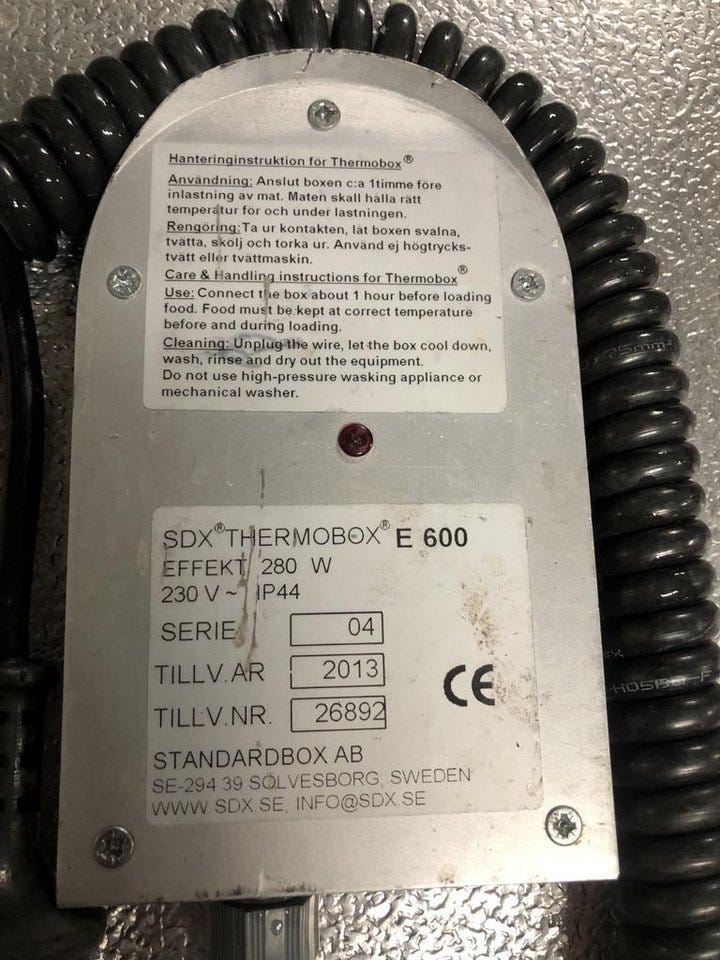 Hanteringinstruktion för Thermobox®
Användning: Anslut boxen c:a 1timme före
inlastning av mat. Maten skall hålla rätt
temperatur för och under lastningen.
Rengöring: Ta ur kontakten, låt boxen svalna,
tvätta, skölj och torka ur. Använd ej högtrycks-
tvätt eller tvättmaskin.
Care & Handling instructions for Thermobox®
Use: Connect the box about 1 hour before loading
food. Food must be kept at correct temperature
before and during loading.
Cleaning: Unplug the wire, let the box cool down,
wash, rinse and dry out the equipment.
Do not use high-pressure wasking appliance or
mechanical washer.
SDX®THERMOBOX® E 600
EFFEKT 280 W
230 V ~ IP44
SERIE 04
TILLV.ÅR 2013
TILLV.NR. 26892
CE
STANDARDBOX AB
SE-294 39 SÖLVESBORG, SWEDEN
WWW.SDX.SE, INFO@SDX.SE